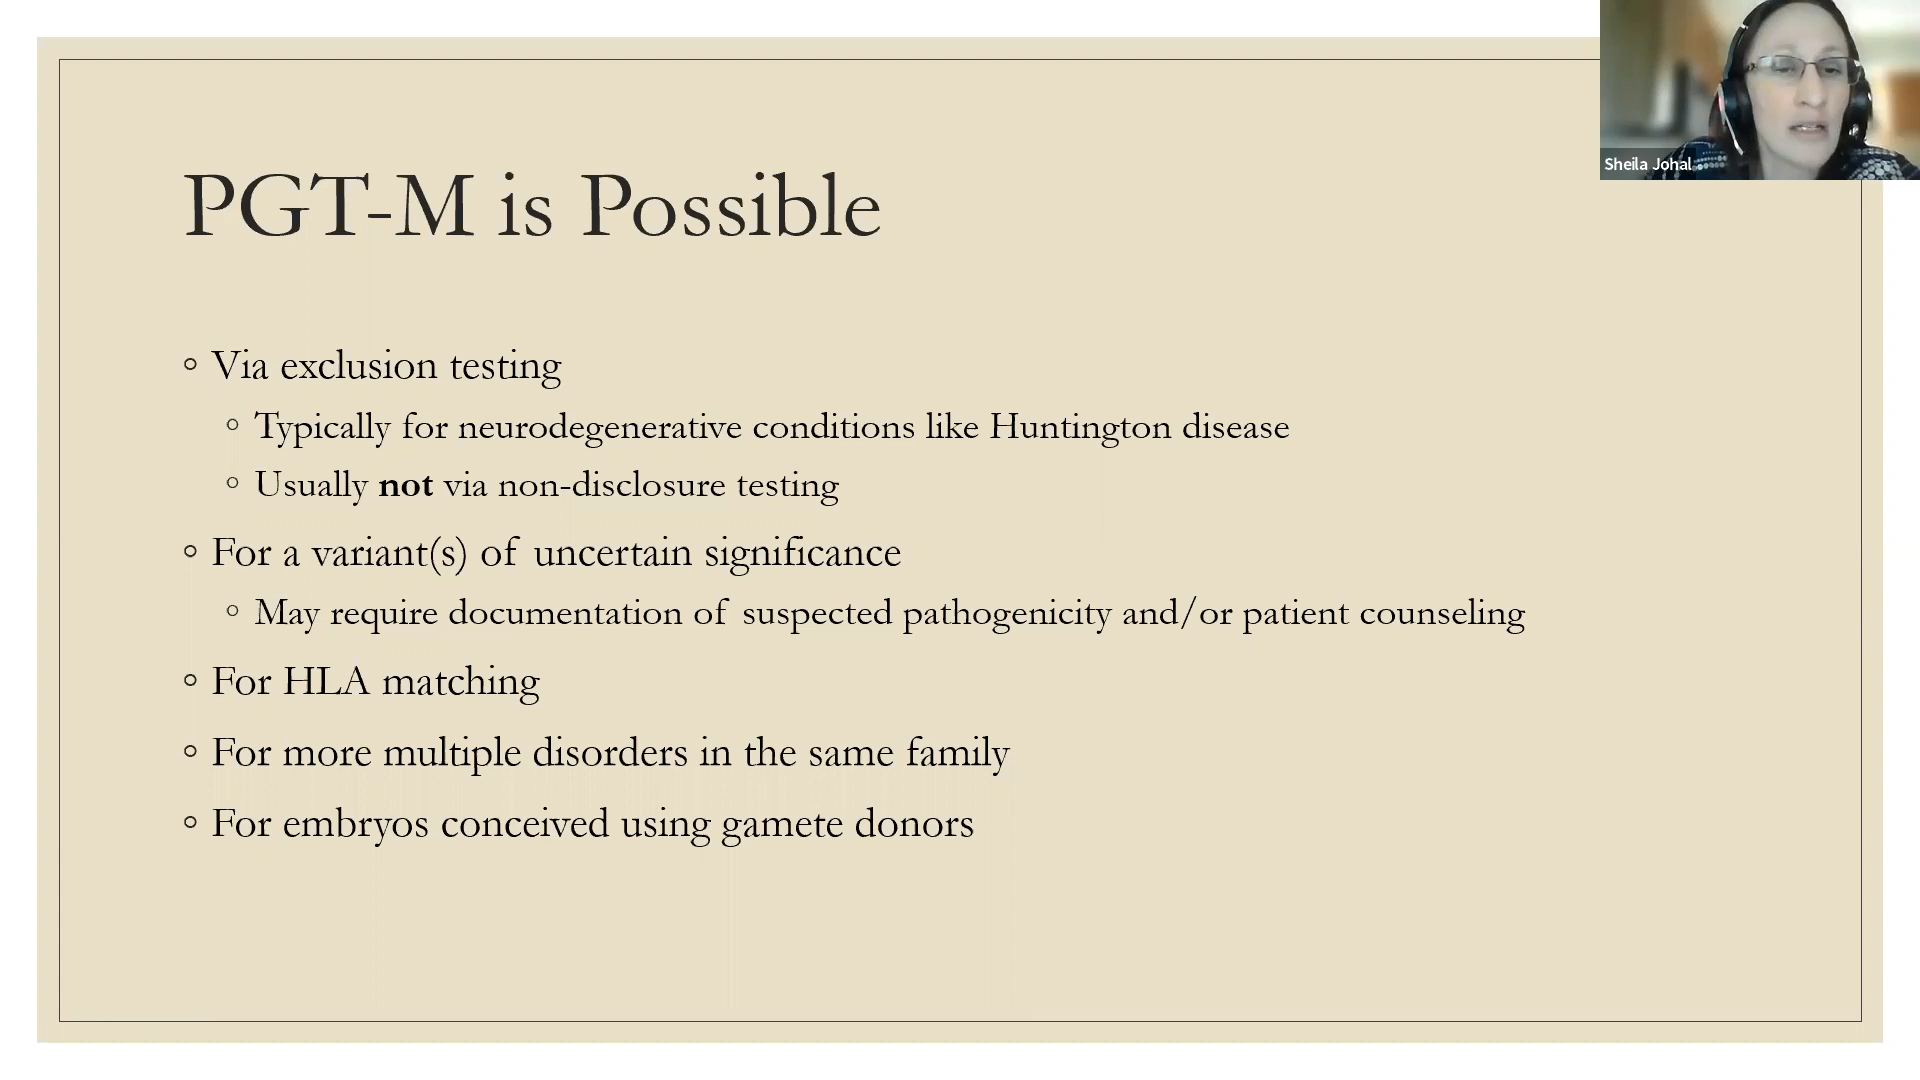 PGT-M is Possible
Via exclusion testing
Typically for neurodegenerative conditions like Huntington disease
Usually not via non-disclosure testing
For a variant(s) of uncertain significance
May require documentation of suspected pathogenicity and/or patient counseling
For HLA matching
For more multiple disorders in the same family
For embryos conceived using gamete donors
Sheila Johal